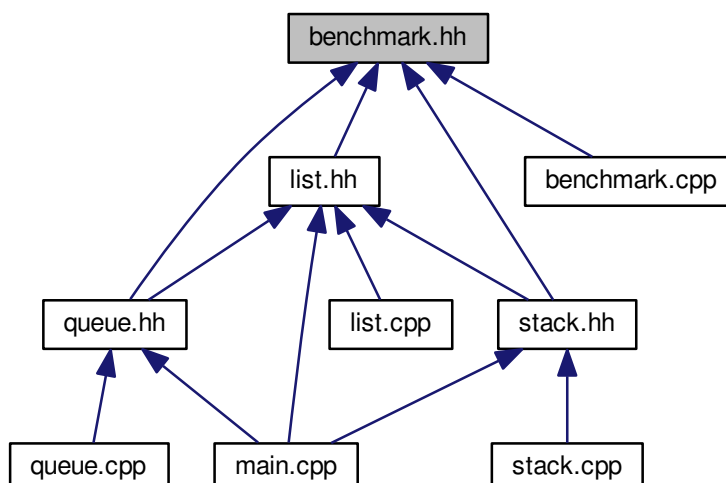 benchmark.hh
list.hh
benchmark.cpp
queue.hh
list.cpp
stack.hh
queue.cpp
main.cpp
stack.cpp